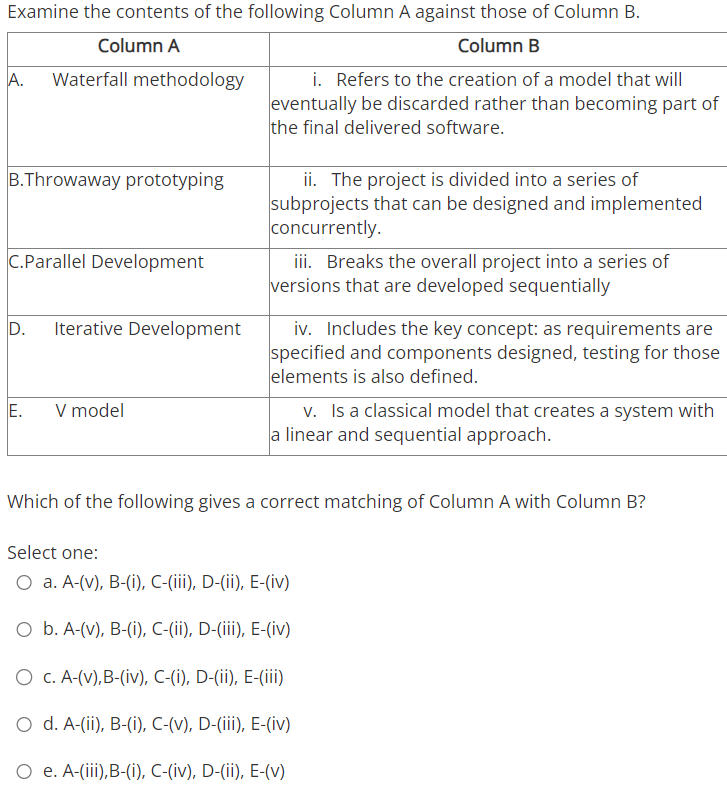 Examine the contents of the following Column A against those of Column B.
Column A Column B
A. Waterfall methodology i. Refers to the creation of a model that will
eventually be discarded rather than becoming part of
the final delivered software.
B.Throwaway prototyping ii. The project is divided into a series of
subprojects that can be designed and implemented
concurrently.
C.Parallel Development iii. Breaks the overall project into a series of
versions that are developed sequentially
D. Iterative Development iv. Includes the key concept: as requirements are
specified and components designed, testing for those
elements is also defined.
E. V model v. Is a classical model that creates a system with
a linear and sequential approach.
Which of the following gives a correct matching of Column A with Column B?
Select one:
a. A-(v), B-(i), C-(iii), D-(ii), E-(iv)
b. A-(v), B-(i), C-(ii), D-(iii), E-(iv)
c. A-(v),B-(iv), C-(i), D-(ii), E-(iii)
d. A-(ii), B-(i), C-(v), D-(iii), E-(iv)
e. A-(iii),B-(i), C-(iv), D-(ii), E-(v)